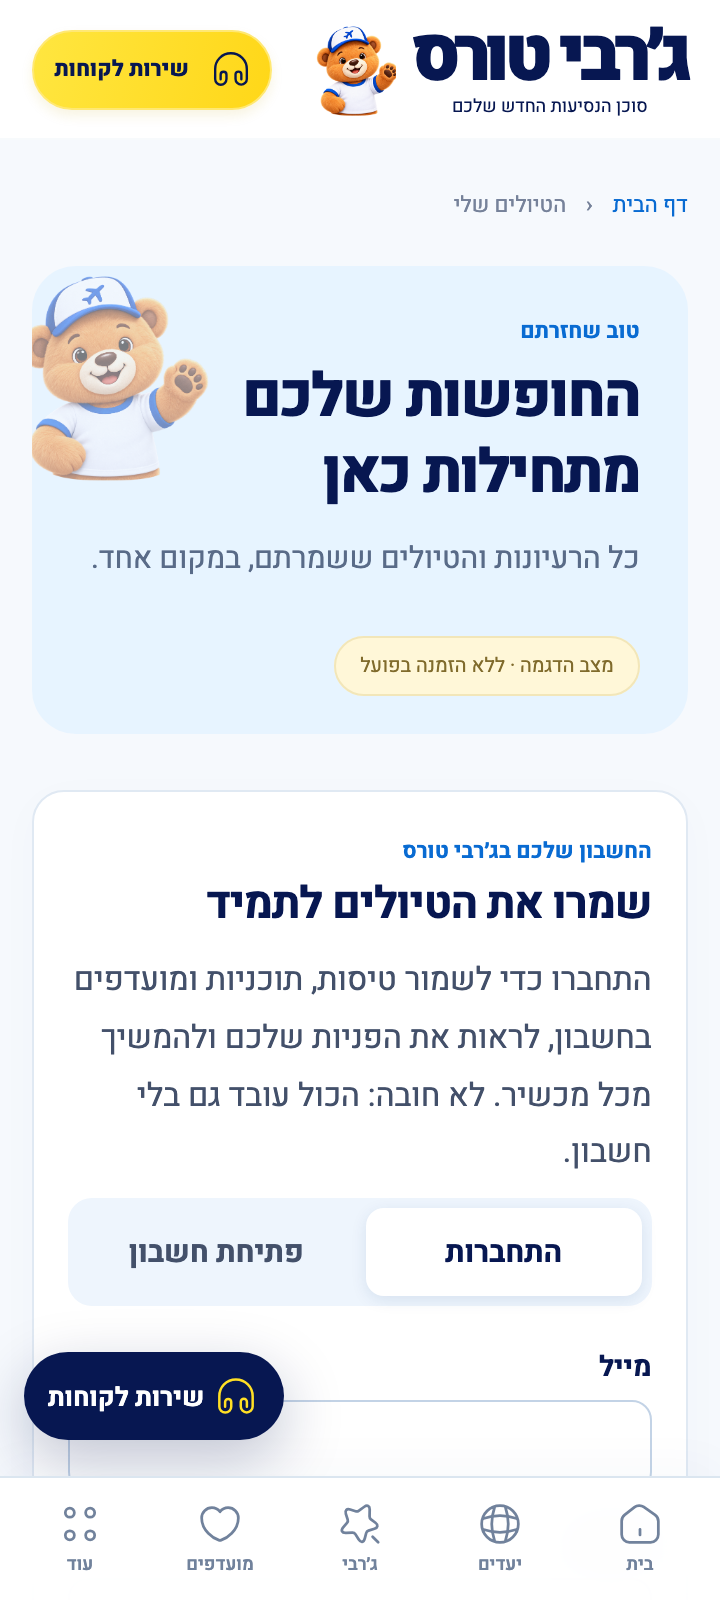 ג׳רבי טורס
סוכן הנסיעות החדש שלכם
שירות לקוחות
דף הבית › הטיולים שלי
טוב שחזרתם
החופשות שלכם
מתחילות כאן
כל הרעיונות והטיולים ששמרתם, במקום אחד.
מצב הדגמה · ללא הזמנה בפועל
החשבון שלכם בג׳רבי טורס
שמרו את הטיולים לתמיד
התחברו כדי לשמור טיסות, תוכניות ומועדפים
בחשבון, לראות את הפניות שלכם ולהמשיך
מכל מכשיר. לא חובה: הכול עובד גם בלי
חשבון.
התחברות
פתיחת חשבון
מייל
שירות לקוחות
בית
יעדים
ג׳רבי
מועדפים
עוד